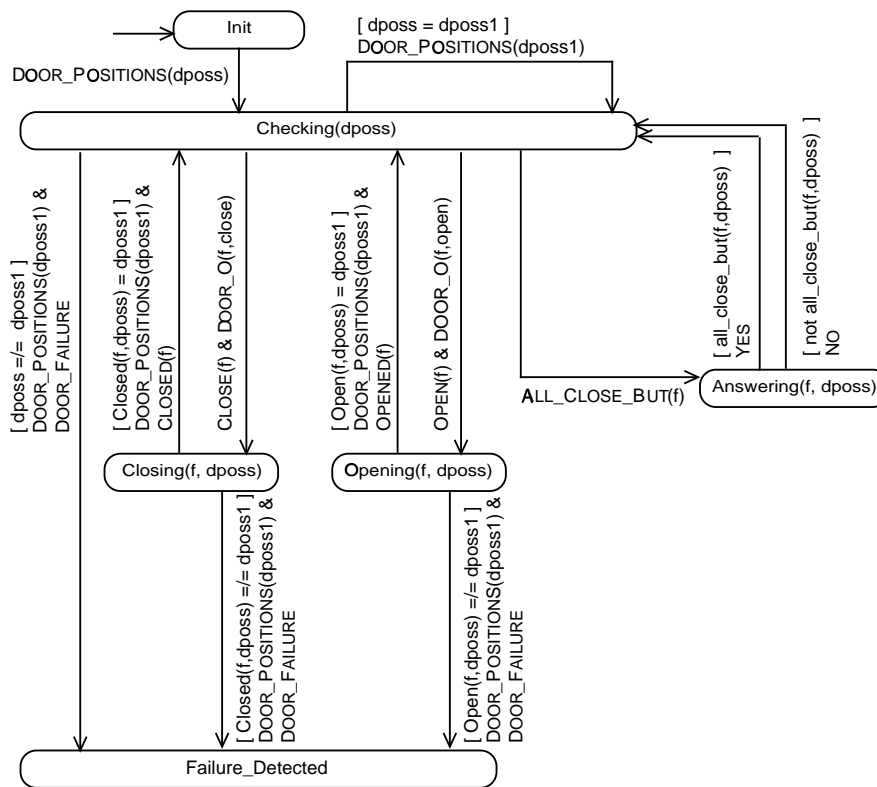 Init
[ dposs = dposs1 ]
DOOR_POSITIONS(dposs1)
DOOR_POSITIONS(dposs)
Checking(dposs)
[ dposs =/= dposs1 ]
DOOR_POSITIONS(dposs1) &
DOOR_FAILURE
[ Closed(f,dposs) = dposs1 ]
DOOR_POSITIONS(dposs1) &
CLOSED(f)
CLOSE(f) & DOOR_O(f,close)
[ Open(f,dposs) = dposs1 ]
DOOR_POSITIONS(dposs1) &
OPENED(f)
OPEN(f) & DOOR_O(f,open)
[ all_close_but(f,dposs) ]
YES
[ not all_close_but(f,dposs) ]
NO
ALL_CLOSE_BUT(f)
Answering(f, dposs)
Closing(f, dposs)
Opening(f, dposs)
[ Closed(f,dposs) =/= dposs1 ]
DOOR_POSITIONS(dposs1) &
DOOR_FAILURE
[ Open(f,dposs) =/= dposs1 ]
DOOR_POSITIONS(dposs1) &
DOOR_FAILURE
Failure_Detected